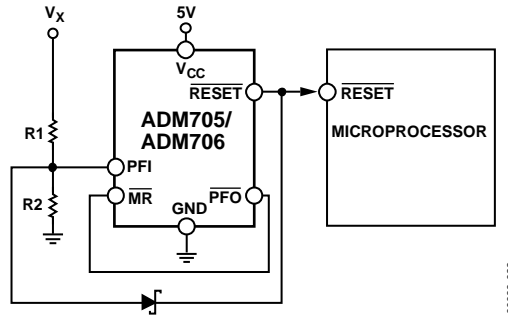 VX
5V
VCC
RESET
RESET
ADM705/
ADM706
MICROPROCESSOR
R1
PFI
R2
MR
GND
PFO